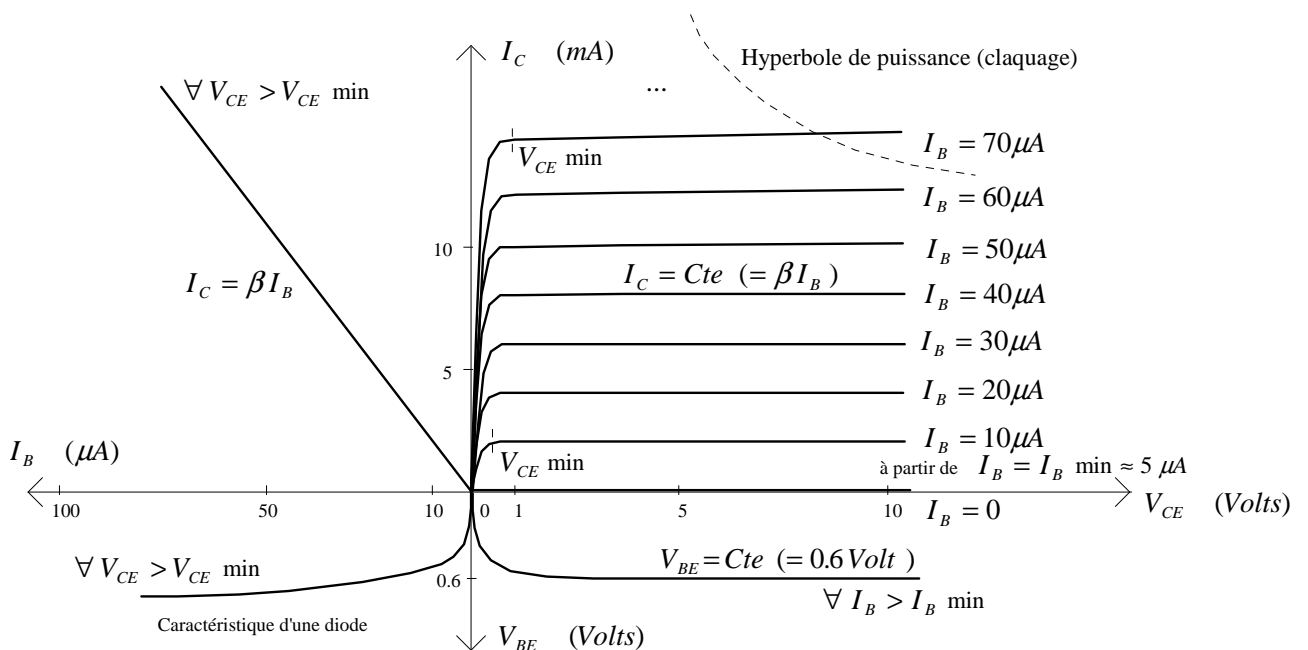 I_C (mA)
Hyperbole de puissance (claquage)
∀ V_CE > V_CE min
...
V_CE min
I_B = 70μA
I_B = 60μA
10
I_B = 50μA
I_C = βI_B
I_C = Cte (= βI_B)
I_B = 40μA
I_B = 30μA
5
I_B = 20μA
I_B = 10μA
I_B (μA)
V_CE min
à partir de I_B = I_B min ≈ 5 μA
100 50 10 0 1 5 10
I_B = 0
V_CE (Volts)
∀ V_CE > V_CE min
V_BE = Cte (= 0.6Volt)
0.6
∀ I_B > I_B min
Caractéristique d'une diode
V_BE (Volts)